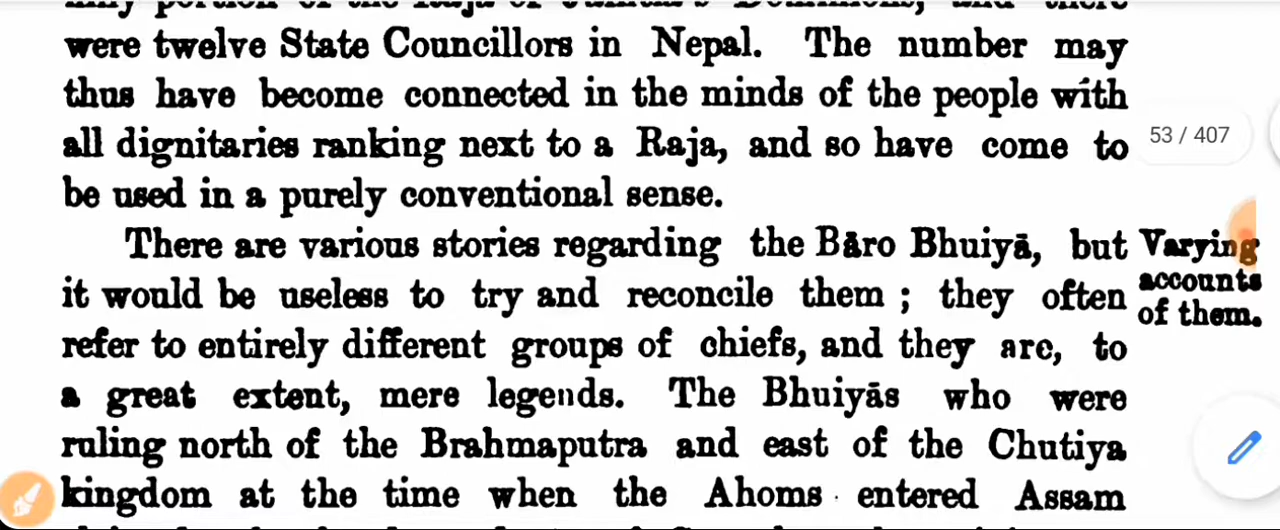 were twelve State Councillors in Nepal. The number may
thus have become connected in the minds of the people with
all dignitaries ranking next to a Raja, and so have come to
53 / 407
be used in a purely conventional sense.
There are various stories regarding the Bāro Bhuiyā, but
Varying
accounts
of them.
it would be useless to try and reconcile them ; they often
refer to entirely different groups of chiefs, and they are, to
a great extent, mere legends. The Bhuiyās who were
ruling north of the Brahmaputra and east of the Chutiya
kingdom at the time when the Ahoms entered Assam